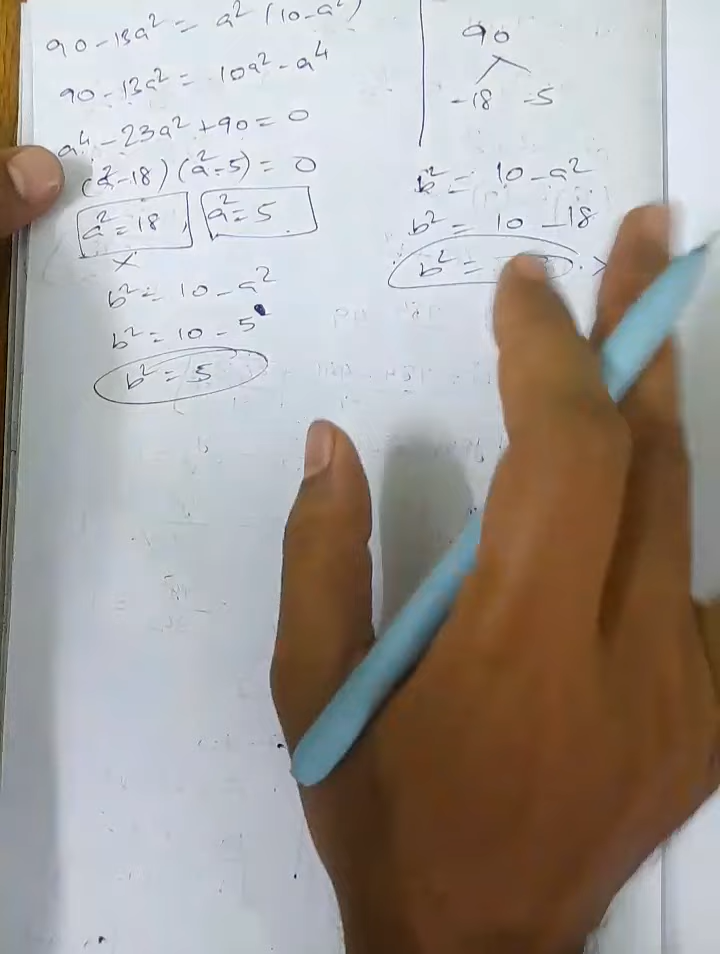 90-13a² = a² (10-a²)
90-13a² = 10a²-a⁴
a⁴-23a²+90=0
(a²-18) (a²-5) = 0
a²=18, a²=5
×
b² = 10-a²
b² = 10-5
b² = 5
90
-18 -5
b² = 10-a²
b² = 10-18
b² =